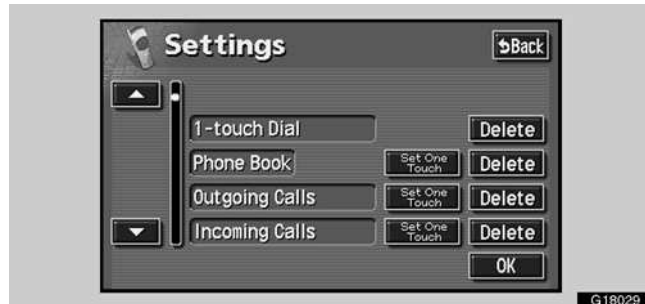 Settings
Back
1-touch Dial
Delete
Phone Book
Set One
Touch
Delete
Outgoing Calls
Set One
Touch
Delete
Incoming Calls
Set One
Touch
Delete
OK
G18029